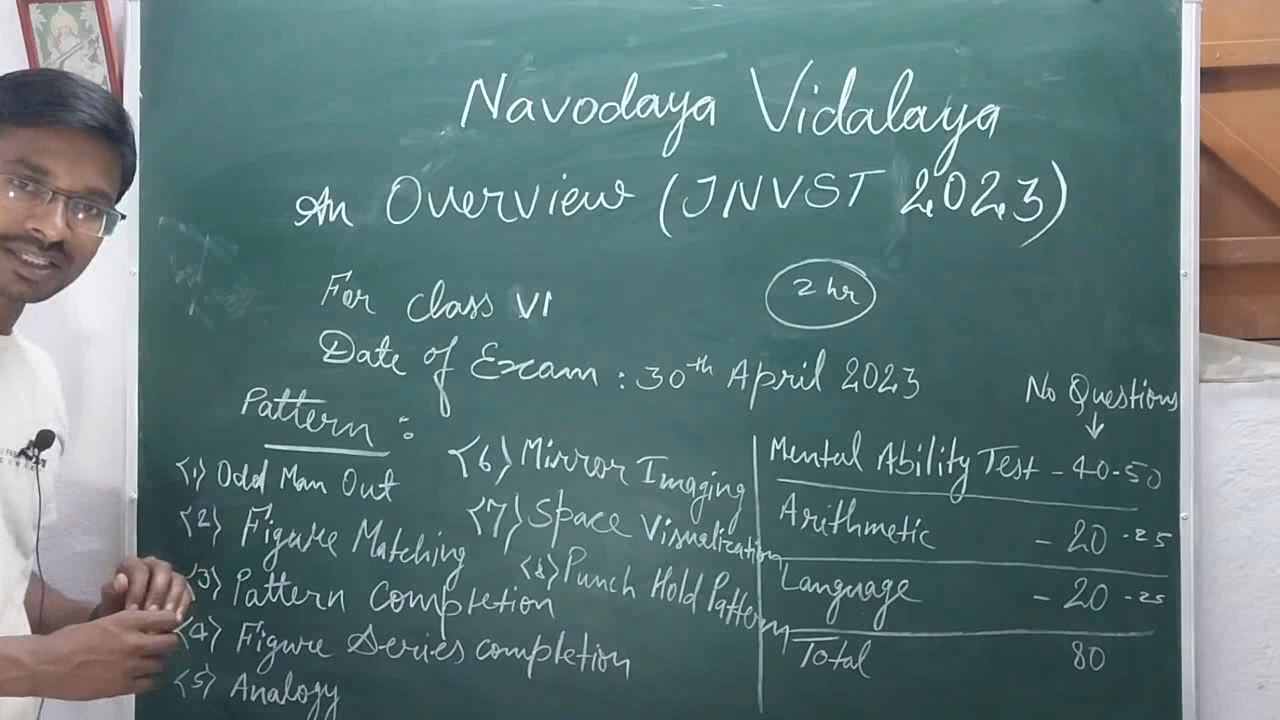 Navodaya Vidalaya
An Overview (JNVST 2023)
For class VI
2 hr
Date of Exam : 30th April 2023
Pattern :
<1> Odd Man Out
<2> Figure Matching
<3> Pattern Completion
<4> Figure Series completion
<5> Analogy
<6> Mirror Imaging
<7> Space Visualization
<8> Punch Hold Pattern
No Questions
↓
Mental Ability Test - 40 - 50
Arithmetic - 20 - 25
Language - 20 - 25
Total 80